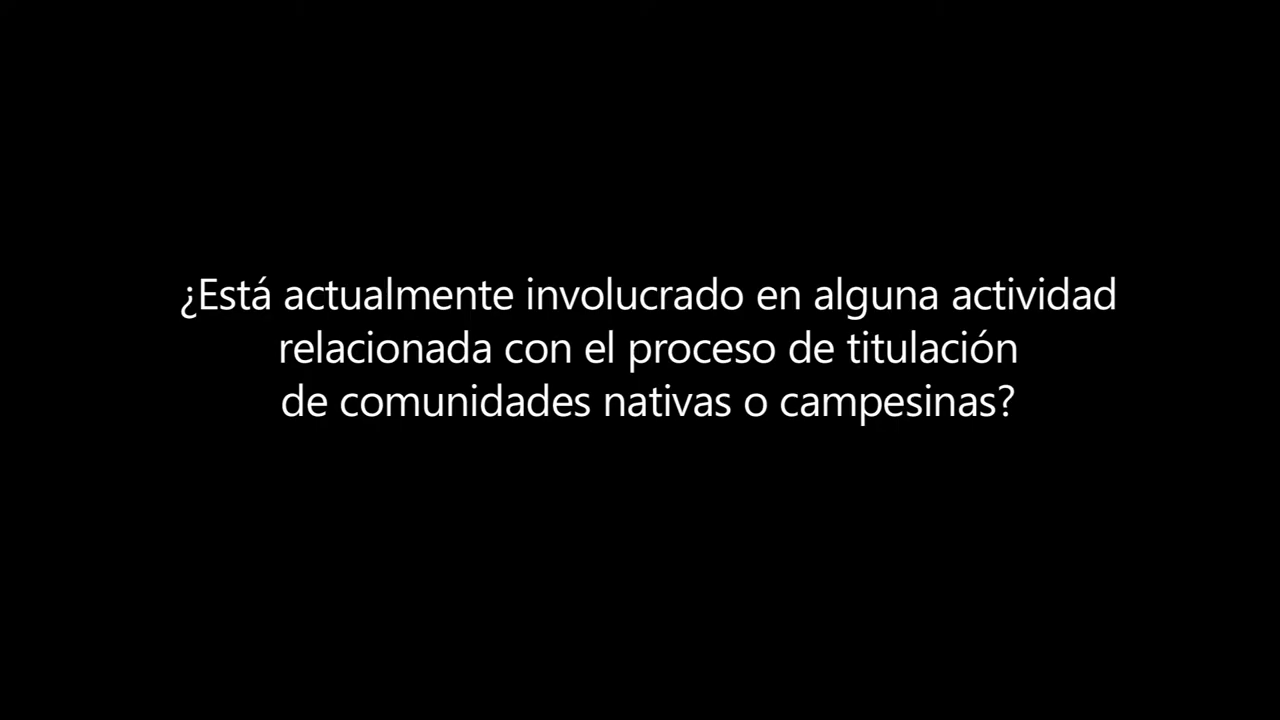 ¿Está actualmente involucrado en alguna actividad
relacionada con el proceso de titulación
de comunidades nativas o campesinas?